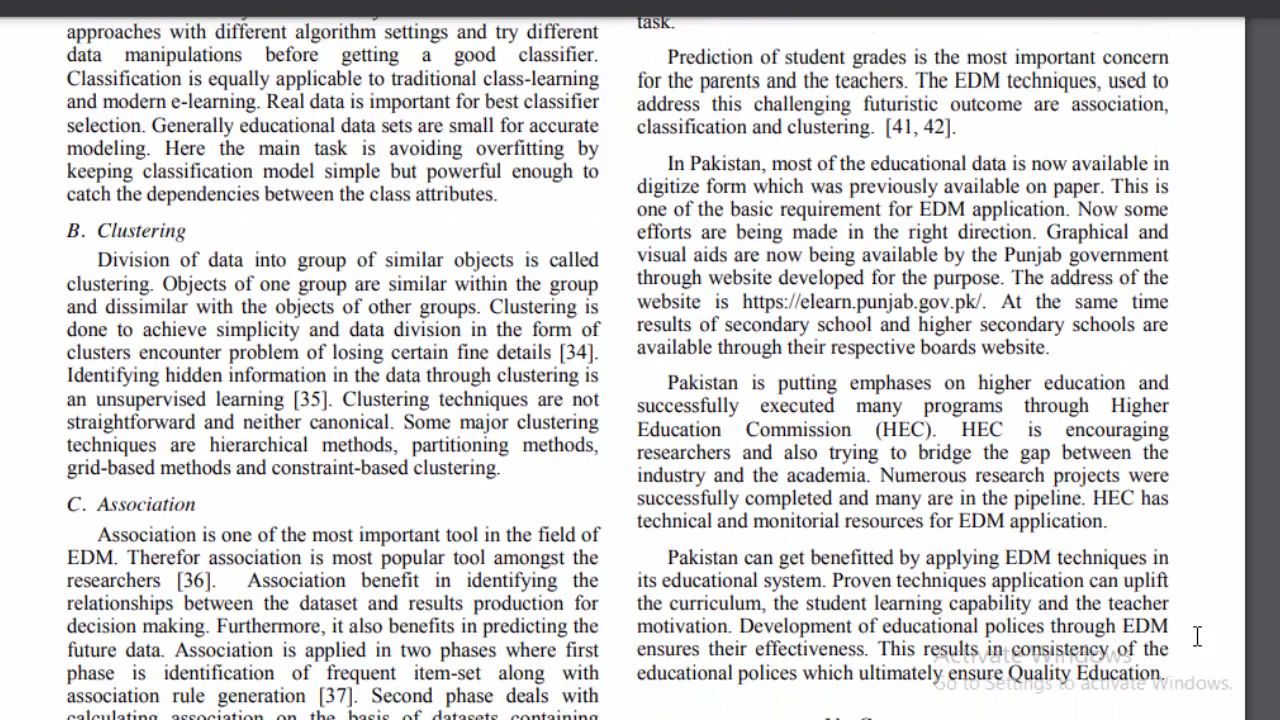 approaches with different algorithm settings and try different
data manipulations before getting a good classifier.
Classification is equally applicable to traditional class-learning
and modern e-learning. Real data is important for best classifier
selection. Generally educational data sets are small for accurate
modeling. Here the main task is avoiding overfitting by
keeping classification model simple but powerful enough to
catch the dependencies between the class attributes.
B. Clustering
Division of data into group of similar objects is called
clustering. Objects of one group are similar within the group
and dissimilar with the objects of other groups. Clustering is
done to achieve simplicity and data division in the form of
clusters encounter problem of losing certain fine details [34].
Identifying hidden information in the data through clustering is
an unsupervised learning [35]. Clustering techniques are not
straightforward and neither canonical. Some major clustering
techniques are hierarchical methods, partitioning methods,
grid-based methods and constraint-based clustering.
C. Association
Association is one of the most important tool in the field of
EDM. Therefor association is most popular tool amongst the
researchers [36]. Association benefit in identifying the
relationships between the dataset and results production for
decision making. Furthermore, it also benefits in predicting the
future data. Association is applied in two phases where first
phase is identification of frequent item-set along with
association rule generation [37]. Second phase deals with
calculating association on the basis of datasets containing
task.
Prediction of student grades is the most important concern
for the parents and the teachers. The EDM techniques, used to
address this challenging futuristic outcome are association,
classification and clustering. [41, 42].
In Pakistan, most of the educational data is now available in
digitize form which was previously available on paper. This is
one of the basic requirement for EDM application. Now some
efforts are being made in the right direction. Graphical and
visual aids are now being available by the Punjab government
through website developed for the purpose. The address of the
website is https://elearn.punjab.gov.pk/. At the same time
results of secondary school and higher secondary schools are
available through their respective boards website.
Pakistan is putting emphases on higher education and
successfully executed many programs through Higher
Education Commission (HEC). HEC is encouraging
researchers and also trying to bridge the gap between the
industry and the academia. Numerous research projects were
successfully completed and many are in the pipeline. HEC has
technical and monitorial resources for EDM application.
Pakistan can get benefitted by applying EDM techniques in
its educational system. Proven techniques application can uplift
the curriculum, the student learning capability and the teacher
motivation. Development of educational polices through EDM
ensures their effectiveness. This results in consistency of the
educational polices which ultimately ensure Quality Education.
Activate Windows
Go to Settings to activate Windows.